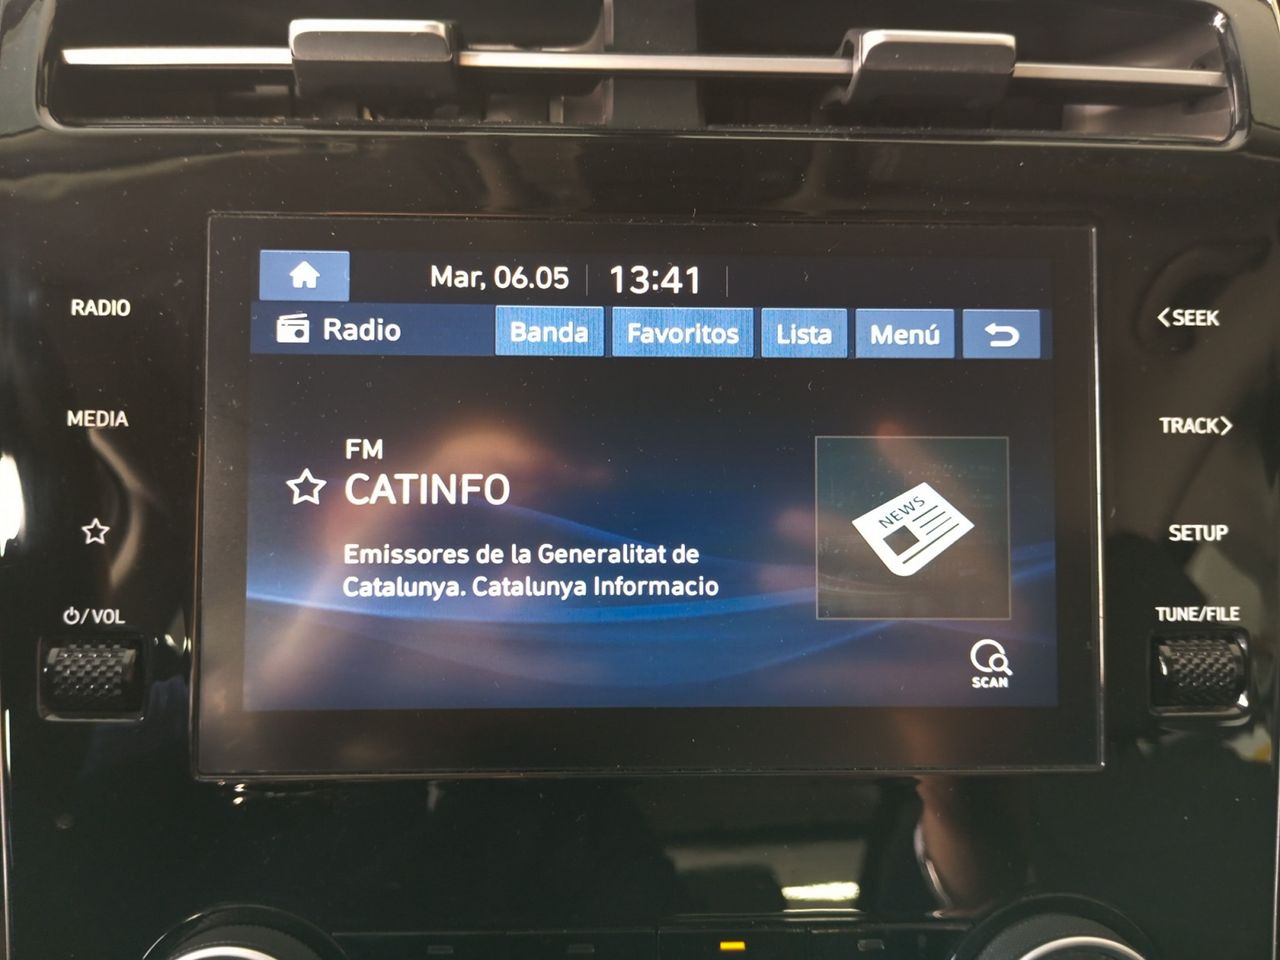 Mar, 06.05 13:41
RADIO
Radio Banda Favoritos Lista Menú
<SEEK
MEDIA
TRACK>
FM
CATINFO
NEWS
SETUP
Emissores de la Generalitat de
Catalunya. Catalunya Informacio
/VOL
TUNE/FILE
SCAN